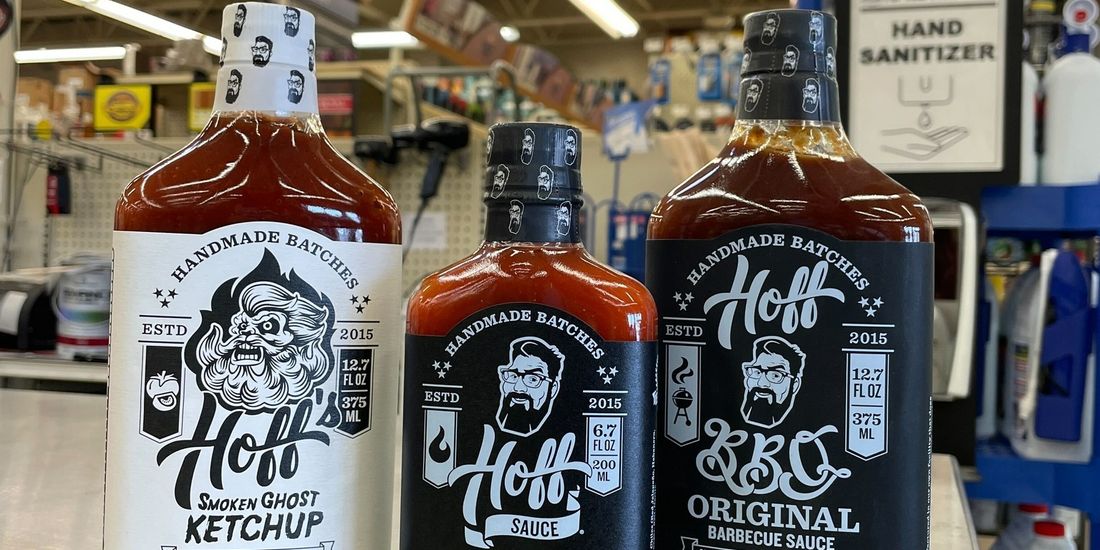 HANDMADE BATCHES
ESTD
2015
12.7
FL OZ
375
ML
Hoff's
SMOKEN GHOST
KETCHUP
HANDMADE BATCHES
ESTD
2015
6.7
FL OZ
200
ML
Hoff
SAUCE
HANDMADE BATCHES
Hoff
ESTD
2015
12.7
FL OZ
375
ML
BBQ
ORIGINAL
BARBECUE SAUCE
HAND
SANITIZER